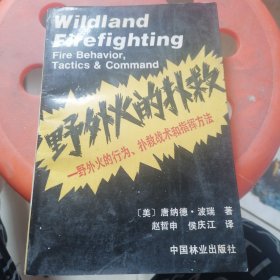 Wildland
Firefighting
Fire Behavior,
Tactics & Command
野外火的扑救
—野外火的行为、扑救战术和指挥方法
〔美〕唐纳德·波瑞 著
赵哲申 侯庆江 译
中国林业出版社